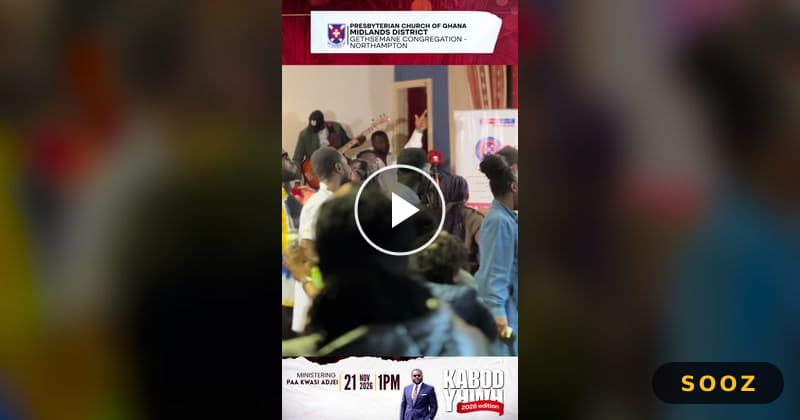 PRESBYTERIAN CHURCH OF GHANA
MIDLANDS DISTRICT
GETHSEMANE CONGREGATION -
NORTHAMPTON
MINISTERING
PAA KWASI ADJEI
21 NOV 2026 1PM
KABOD
YHWH
2026 edition
SOOZ